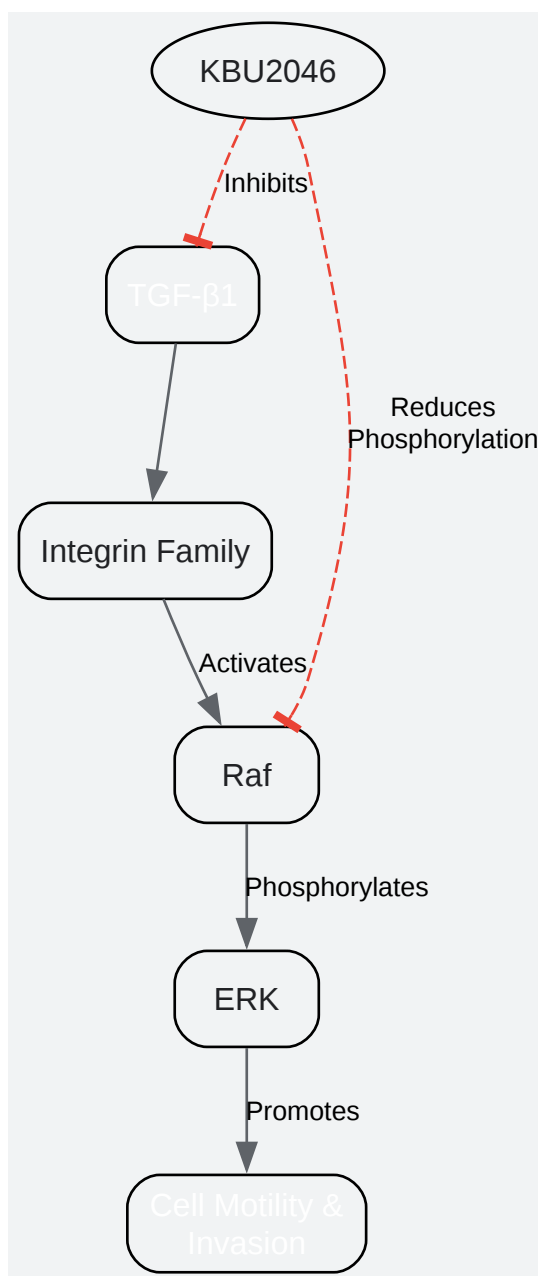 KBU2046
Inhibits
TGF-β1
Reduces
Phosphorylation
Integrin Family
Activates
Raf
Phosphorylates
ERK
Promotes
Cell Motility &
Invasion